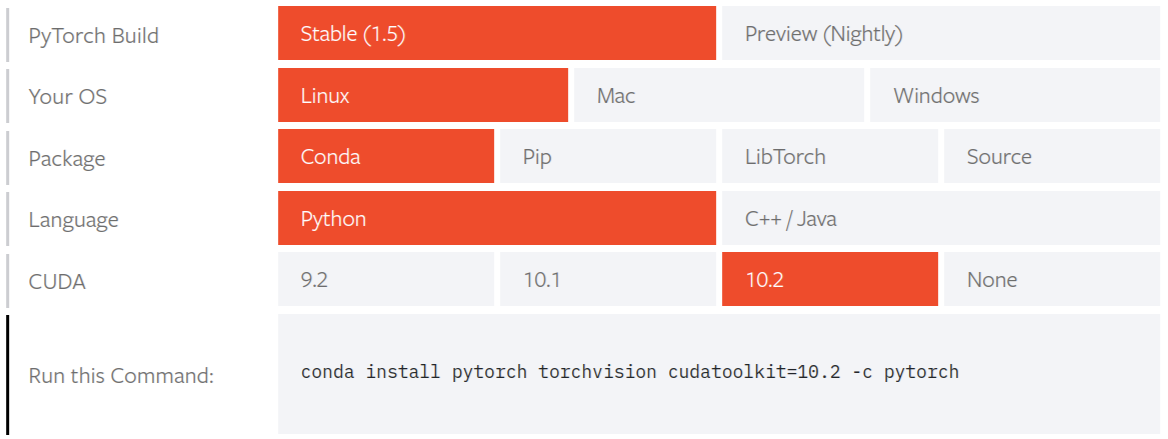 PyTorch Build Stable (1.5) Preview (Nightly)
Your OS Linux Mac Windows
Package Conda Pip LibTorch Source
Language Python C++ / Java
CUDA 9.2 10.1 10.2 None
Run this Command: conda install pytorch torchvision cudatoolkit=10.2 -c pytorch